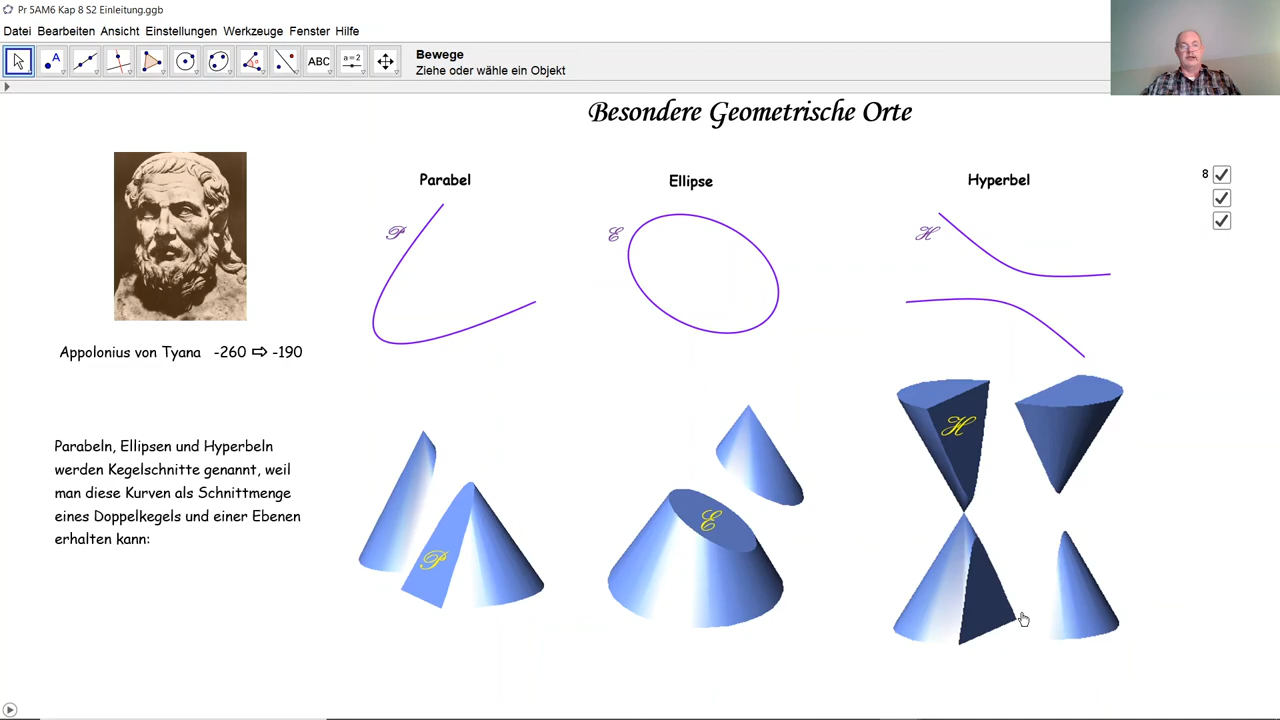 Pr 5AM6 Kap 8 S2 Einleitung.ggb
Datei Bearbeiten Ansicht Einstellungen Werkzeuge Fenster Hilfe
A
ABC
a=2
Bewege
Ziehe oder wähle ein Objekt
Besondere Geometrische Orte
Parabel
Ellipse
Hyperbel
8
P
E
H
Appolonius von Tyana -260 ⇨ -190
Parabeln, Ellipsen und Hyperbeln
werden Kegelschnitte genannt, weil
man diese Kurven als Schnittmenge
eines Doppelkegels und einer Ebenen
erhalten kann:
P
E
H